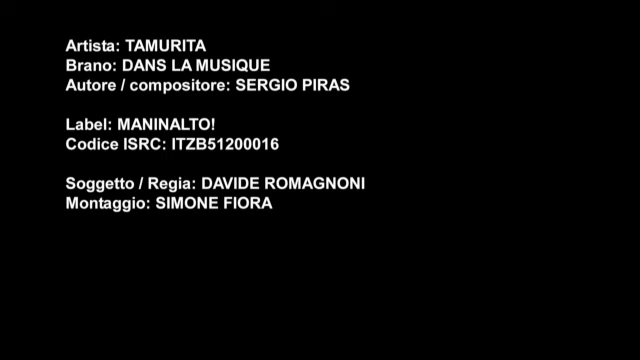 Artista: TAMURITA
Brano: DANS LA MUSIQUE
Autore / compositore: SERGIO PIRAS
Label: MANINALTO!
Codice ISRC: ITZB51200016
Soggetto / Regia: DAVIDE ROMAGNONI
Montaggio: SIMONE FIORA